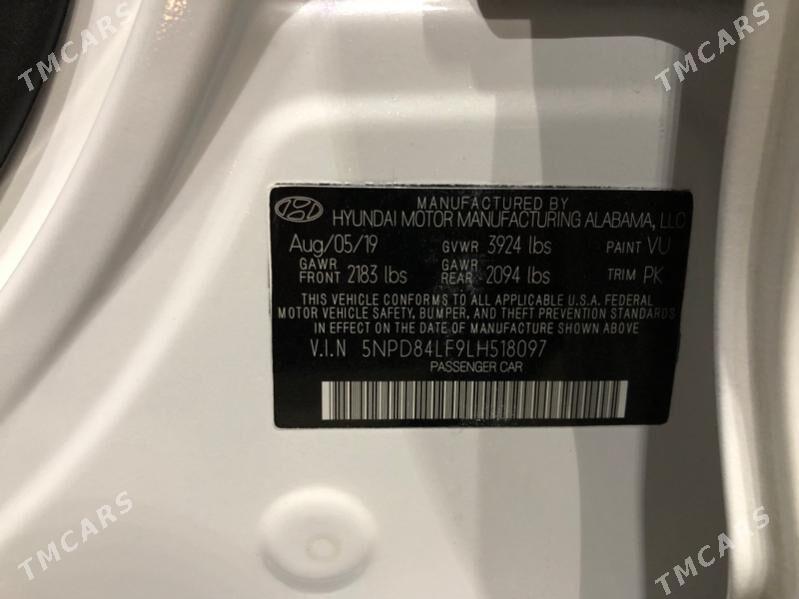 TMCARS
TMCARS
MANUFACTURED BY
HYUNDAI MOTOR MANUFACTURING ALABAMA, LLC
Aug/05/19 GVWR 3924 lbs PAINT VU
GAWR FRONT 2183 lbs GAWR REAR 2094 lbs TRIM PK
THIS VEHICLE CONFORMS TO ALL APPLICABLE U.S.A. FEDERAL
MOTOR VEHICLE SAFETY, BUMPER, AND THEFT PREVENTION STANDARDS
IN EFFECT ON THE DATE OF MANUFACTURE SHOWN ABOVE
V.I.N 5NPD84LF9LH518097
PASSENGER CAR
TMCARS
TMCARS